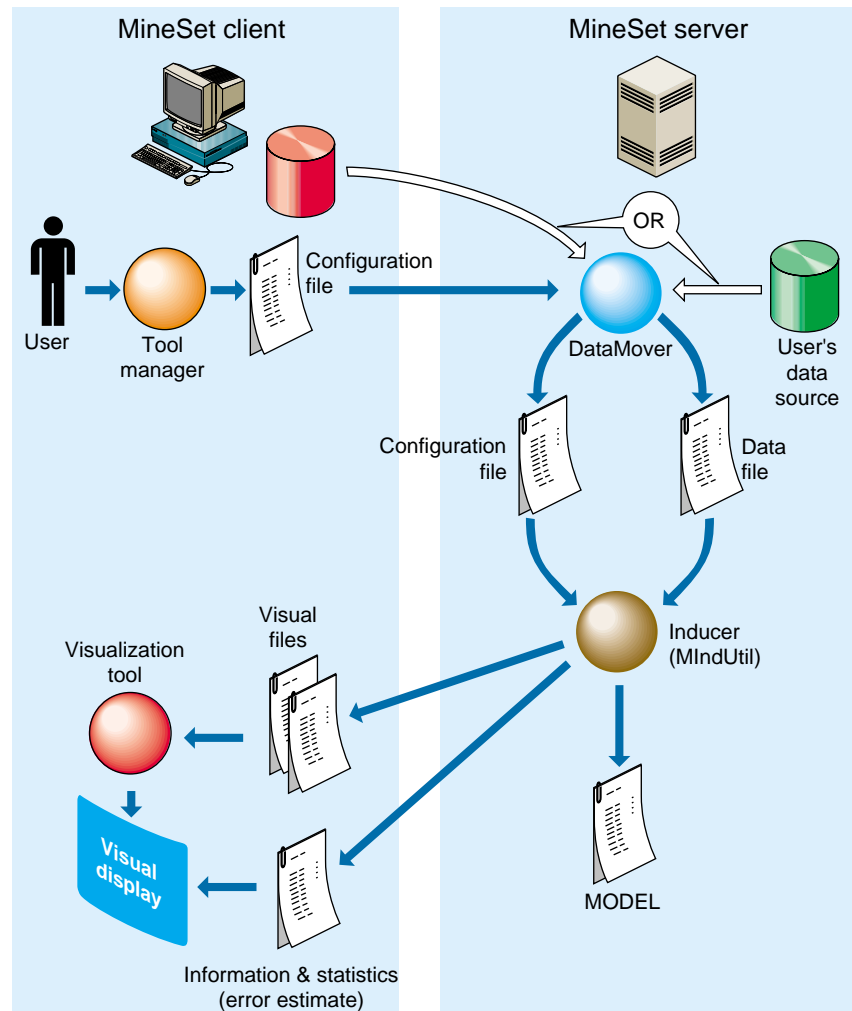 MineSet client
MineSet server
OR
User
Tool
manager
Configuration
file
DataMover
User's
data
source
Configuration
file
Data
file
Visualization
tool
Visual
files
Inducer
(MIndUtil)
Visual
display
MODEL
Information & statistics
(error estimate)